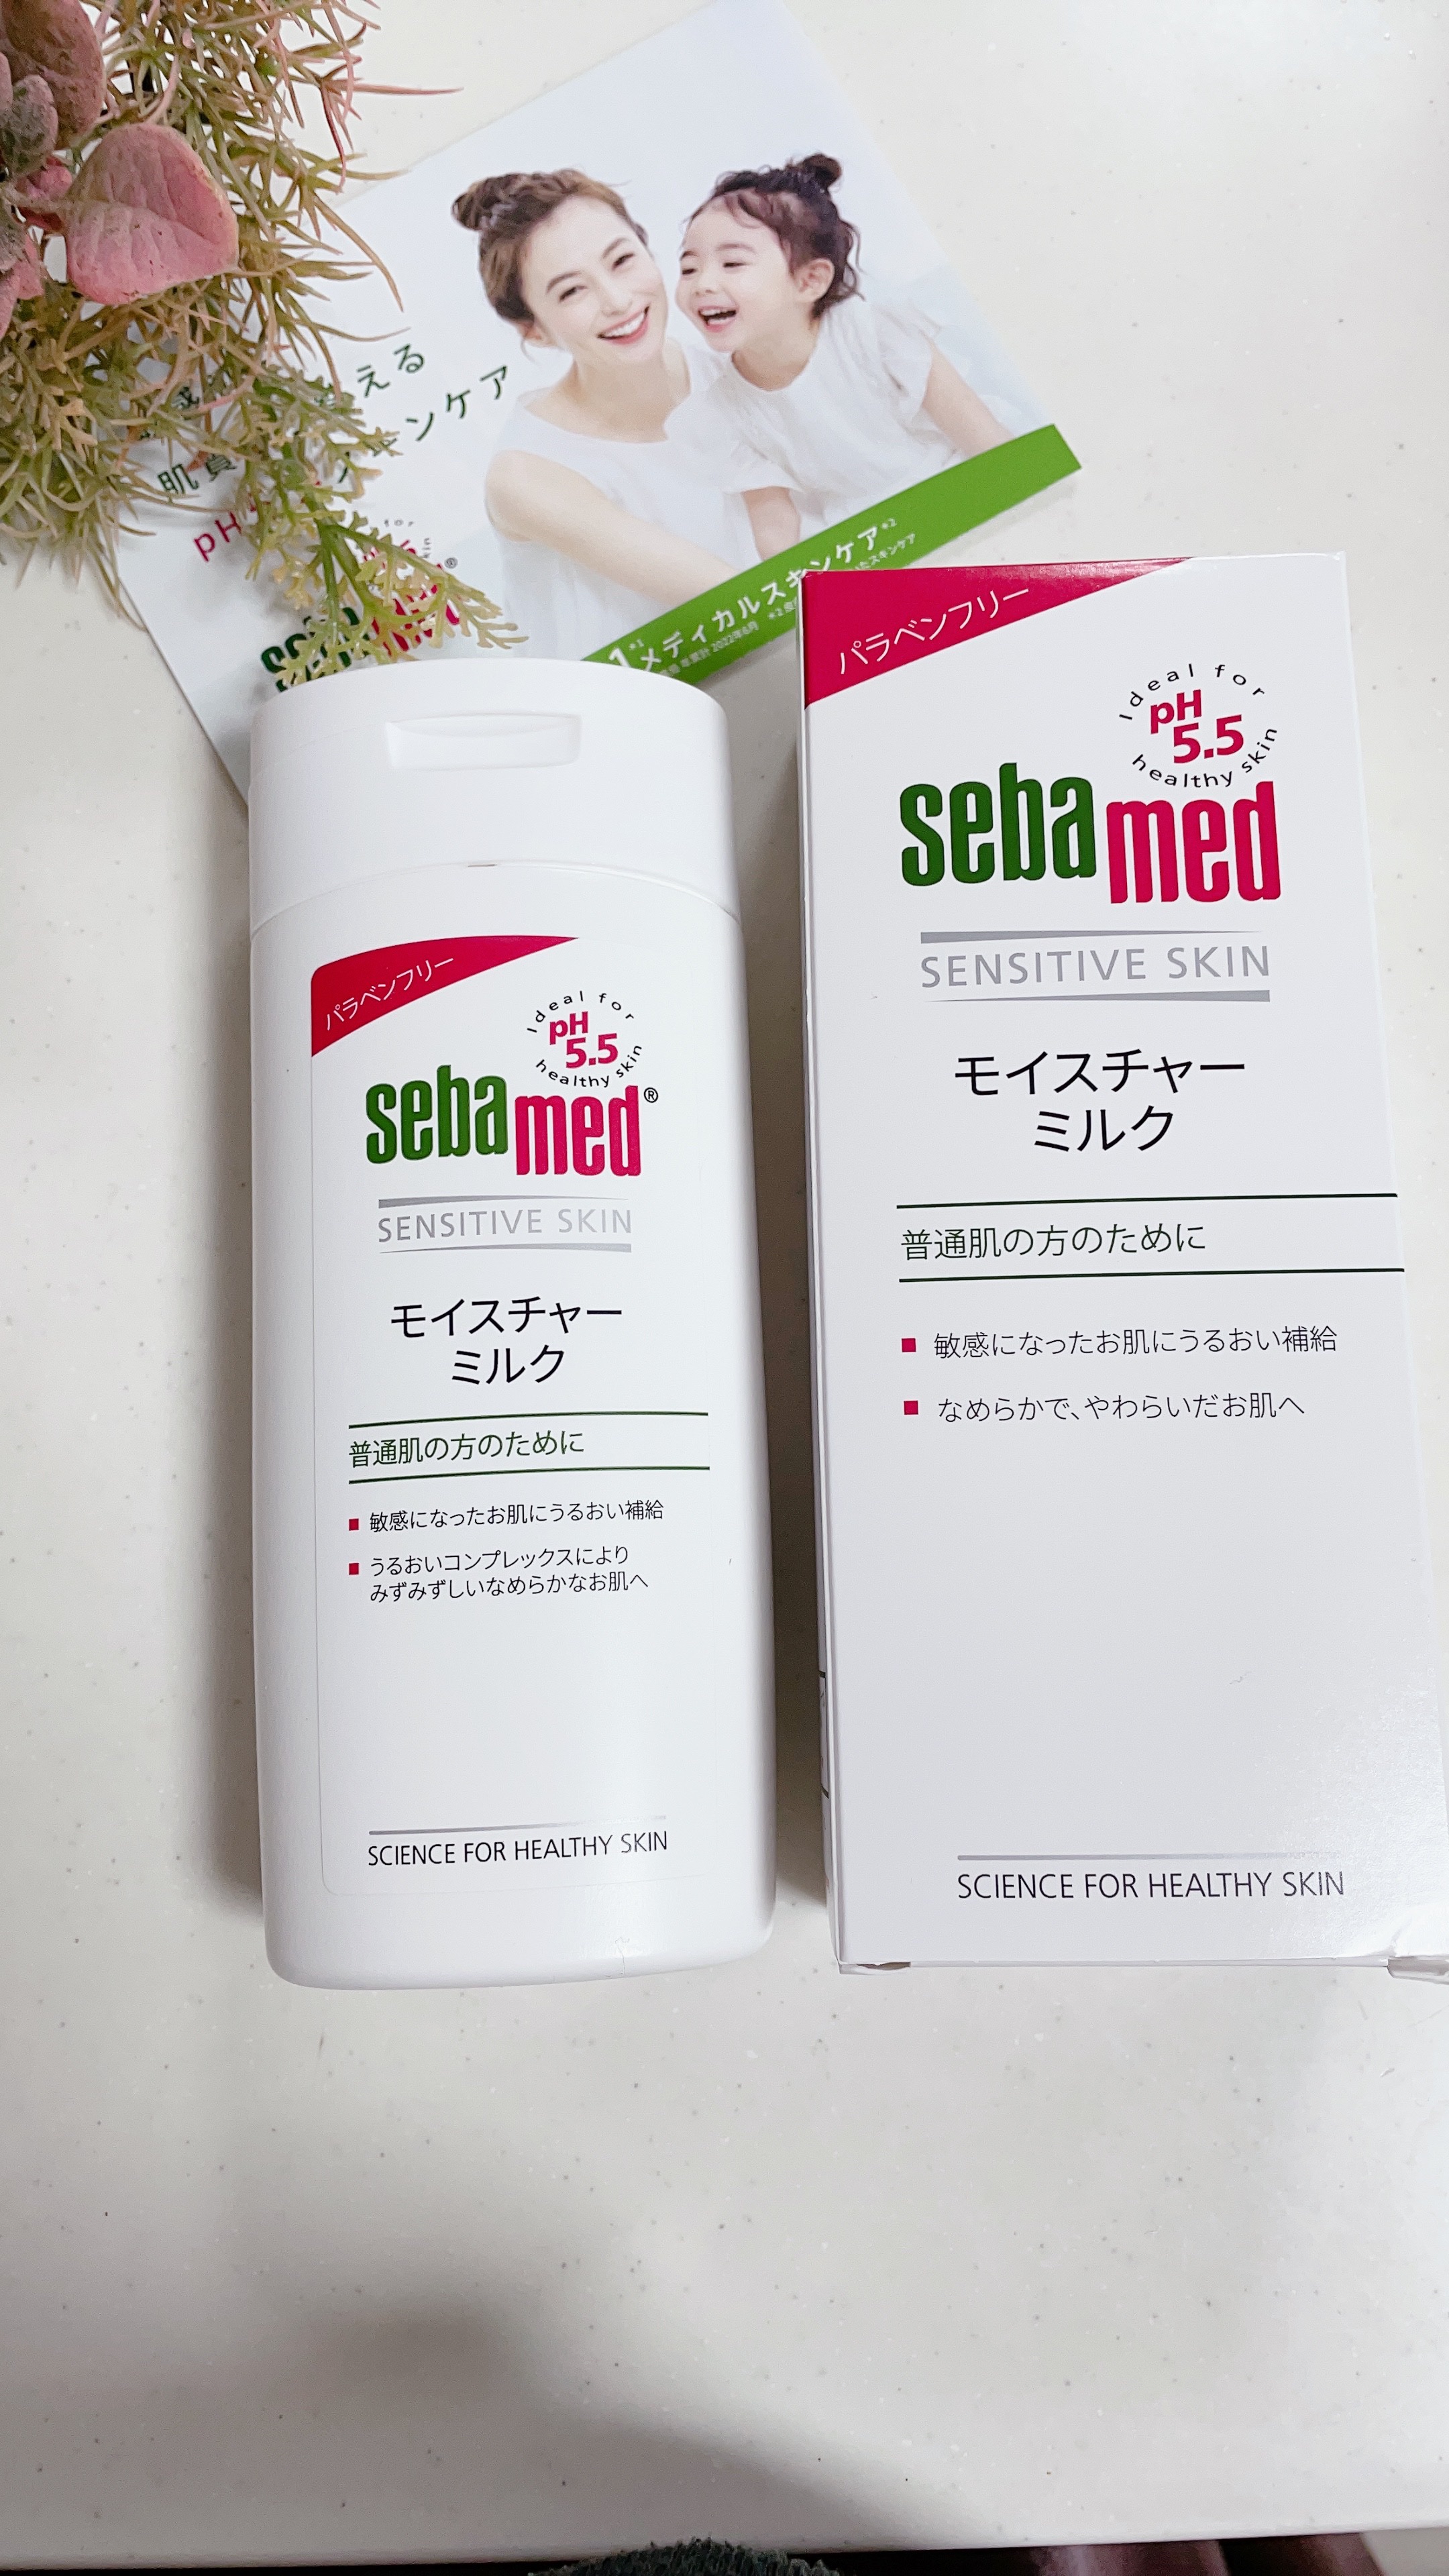 える
キンケア
肌質
pH
メディカルスキンケア*2
パラベンフリー
Ideal for
pH
5.5
healthy skin
sebamed
SENSITIVE SKIN
モイスチャー
ミルク
普通肌の方のために
敏感になったお肌にうるおい補給
なめらかで、やわらいだお肌へ
SCIENCE FOR HEALTHY SKIN
パラベンフリー
Ideal for
pH
5.5
healthy skin
sebamed®
SENSITIVE SKIN
モイスチャー
ミルク
普通肌の方のために
敏感になったお肌にうるおい補給
うるおいコンプレックスにより
みずみずしいなめらかなお肌へ
SCIENCE FOR HEALTHY SKIN